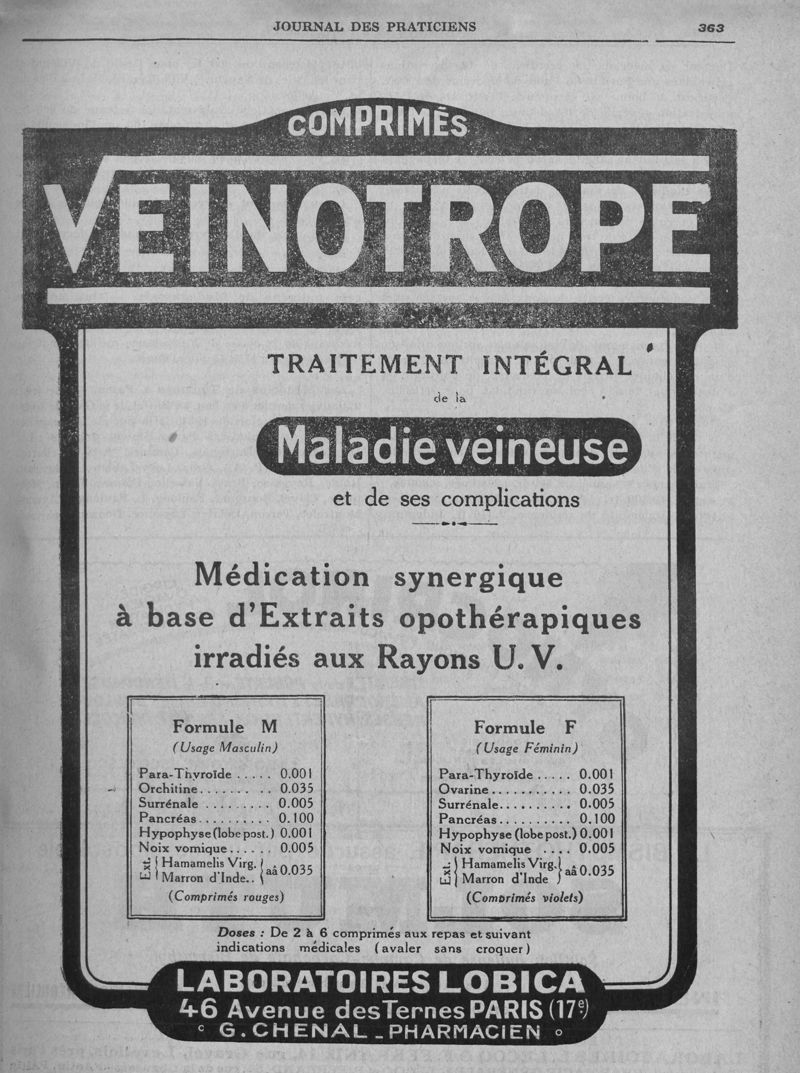 JOURNAL DES PRATICIENS 363
COMPRIMÉS
VEINOTROPE
TRAITEMENT INTÉGRAL
de la
Maladie veineuse
et de ses complications
Médication synergique
à base d'Extraits opothérapiques
irradiés aux Rayons U. V.
Formule M
(Usage Masculin)
Para-Thyroïde ..... 0.001
Orchitine....... .. 0.035
Surrénale ......... 0.005
Pancréas.......... 0.100
Hypophyse (lobe post.) 0.001
Noix vomique...... 0.005
Ext. { Hamamelis Virg. } aâ 0.035
Marron d'Inde..
(Comprimés rouges)
Formule F
(Usage Féminin)
Para-Thyroïde ..... 0.001
Ovarine........... 0.035
Surrénale.......... 0.005
Pancréas.......... 0.100
Hypophyse (lobe post.) 0.001
Noix vomique .... 0.005
Ext. { Hamamelis Virg. } aâ 0.035
Marron d'Inde
(Comprimés violets)
Doses : De 2 à 6 comprimés aux repas et suivant
indications médicales (avaler sans croquer)
LABORATOIRES LOBICA
46 Avenue des Ternes PARIS (17e)
G. CHENAL - PHARMACIEN